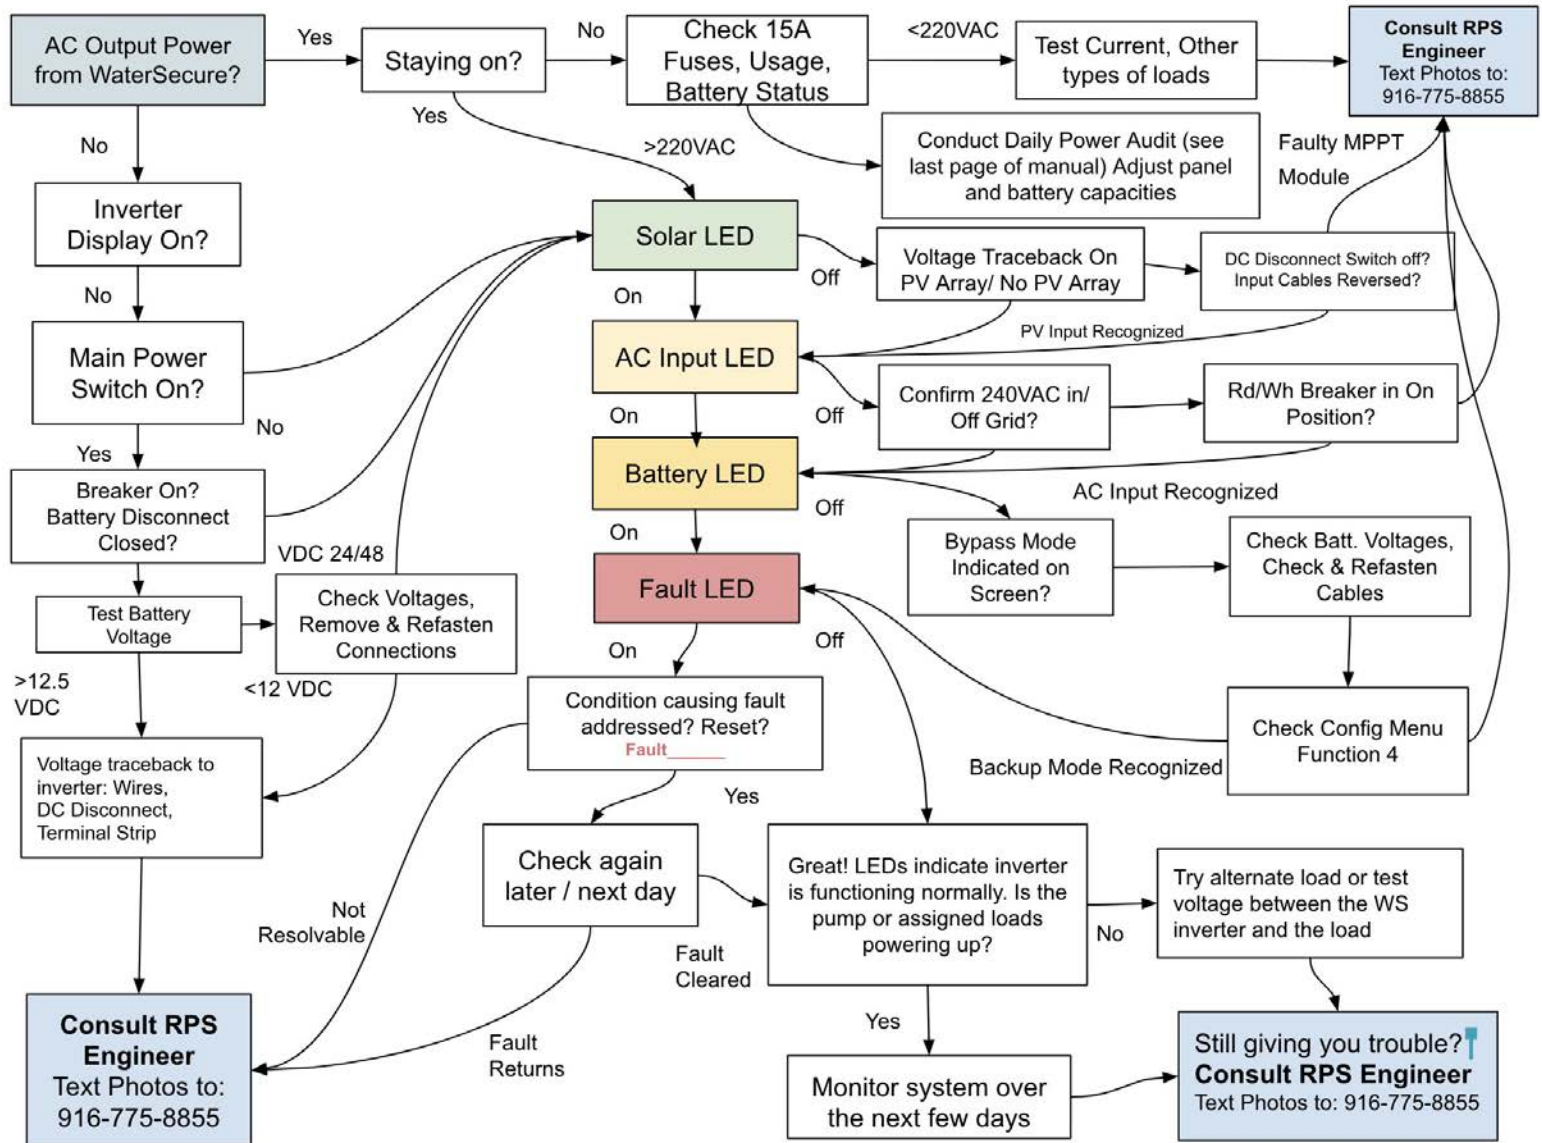 AC Output Power
from WaterSecure?
Yes
Staying on?
No
Check 15A
Fuses, Usage,
Battery Status
<220VAC
Test Current, Other
types of loads
Consult RPS
Engineer
Text Photos to:
916-775-8855
No
Yes
>220VAC
Conduct Daily Power Audit (see
last page of manual) Adjust panel
and battery capacities
Faulty MPPT
Module
Inverter
Display On?
Solar LED
Off
Voltage Traceback On
PV Array/ No PV Array
DC Disconnect Switch off?
Input Cables Reversed?
No
On
PV Input Recognized
Main Power
Switch On?
AC Input LED
Off
Confirm 240VAC in/
Off Grid?
Rd/Wh Breaker in On
Position?
No
Yes
On
Breaker On?
Battery Disconnect
Closed?
Battery LED
Off
AC Input Recognized
On
Bypass Mode
Indicated on
Screen?
Check Batt. Voltages,
Check & Refasten
Cables
VDC 24/48
Test Battery
Voltage
Check Voltages,
Remove & Refasten
Connections
Fault LED
Off
On
>12.5
VDC
<12 VDC
Condition causing fault
addressed? Reset?
Fault______
Check Config Menu
Function 4
Backup Mode Recognized
Voltage traceback to
inverter: Wires,
DC Disconnect,
Terminal Strip
Yes
Check again
later / next day
Great! LEDs indicate inverter
is functioning normally. Is the
pump or assigned loads
powering up?
No
Try alternate load or test
voltage between the WS
inverter and the load
Not
Resolvable
Fault
Cleared
Yes
Fault
Returns
Consult RPS
Engineer
Text Photos to:
916-775-8855
Monitor system over
the next few days
Still giving you trouble?
Consult RPS Engineer
Text Photos to: 916-775-8855